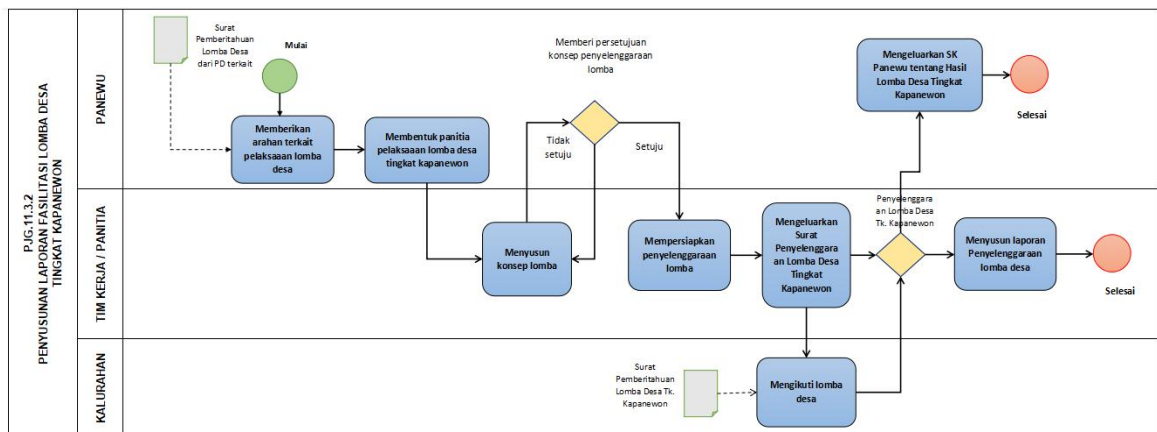 PJG.11.3.2
PENYUSUNAN LAPORAN FASILITASI LOMBA DESA
TINGKAT KAPANEWON
PANEWU
Surat
Pemberitahuan
Lomba Desa
dari PD terkait
Mulai
Memberikan
arahan terkait
pelaksaaan lomba
desa
Membentuk panitia
pelaksaaan lomba desa
tingkat kapanewon
Memberi persetujuan
konsep penyelenggaraan
lomba
Tidak
setuju
Setuju
Mengeluarkan SK
Panewu tentang Hasil
Lomba Desa Tingkat
Kapanewon
Selesai
TIM KERJA / PANITIA
Menyusun
konsep lomba
Mempersiapkan
penyelenggaraan
lomba
Mengeluarkan
Surat
Penyelenggara
an Lomba Desa
Tingkat
Kapanewon
Penyelenggara
an Lomba Desa
Tk. Kapanewon
Menyusun laporan
Penyelenggaraan
lomba desa
Selesai
KALURAHAN
Surat
Pemberitahuan
Lomba Desa Tk.
Kapanewon
Mengikuti lomba
desa